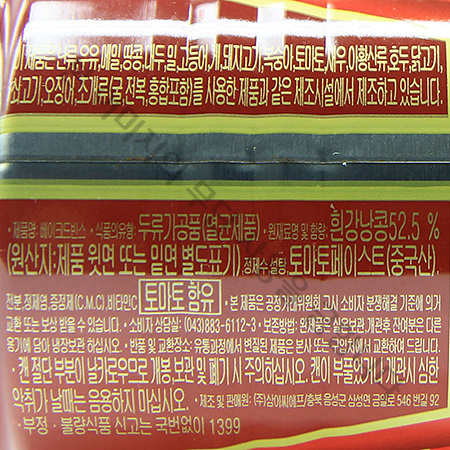 이 제품은 난류, 우유, 메밀, 땅콩, 대두, 밀, 고등어, 게, 돼지고기, 복숭아, 토마토, 새우, 이황산류, 호두, 닭고기,
쇠고기, 오징어, 조개류(굴, 전복, 홍합포함)를 사용한 제품과 같은 제조시설에서 제조하고 있습니다.
·제품명: 베이크드빈스 ·식품의유형: 두류가공품(멸균제품) ·원재료명 및 함량: 흰강낭콩52.5 %
(원산지:제품 윗면 또는 밑면 별도표기), 정제수, 설탕, 토마토페이스트(중국산),
전분, 정제염, 증점제(C.M.C), 비타민C 토마토 함유 ·본 제품은 공정거래위원회 고시 소비자 분쟁해결 기준에 의거
교환 또는 보상 받을 수 있습니다. ·소비자 상담실: (043)883-6112~3 ·보존방법: 원제품은 실온보관, 개관후 잔여분은 다른
용기에 담아 냉장보관 하십시오. ·반품 및 교환장소: 유통과정에서 변질된 제품은 본사 또는 구입처에서 교환하여 드립니다.
·캔 절단 부분이 날카로우므로 개봉, 보관 및 폐기 시 주의하십시오. 캔이 부풀었거나 개관시 심한
악취가 날때는 음용하지 마십시오. ·제조 및 판매원: (주)삼아씨에프/충북 음성군 삼성면 금일로 546번길 92
·부정·불량식품 신고는 국번없이 1399